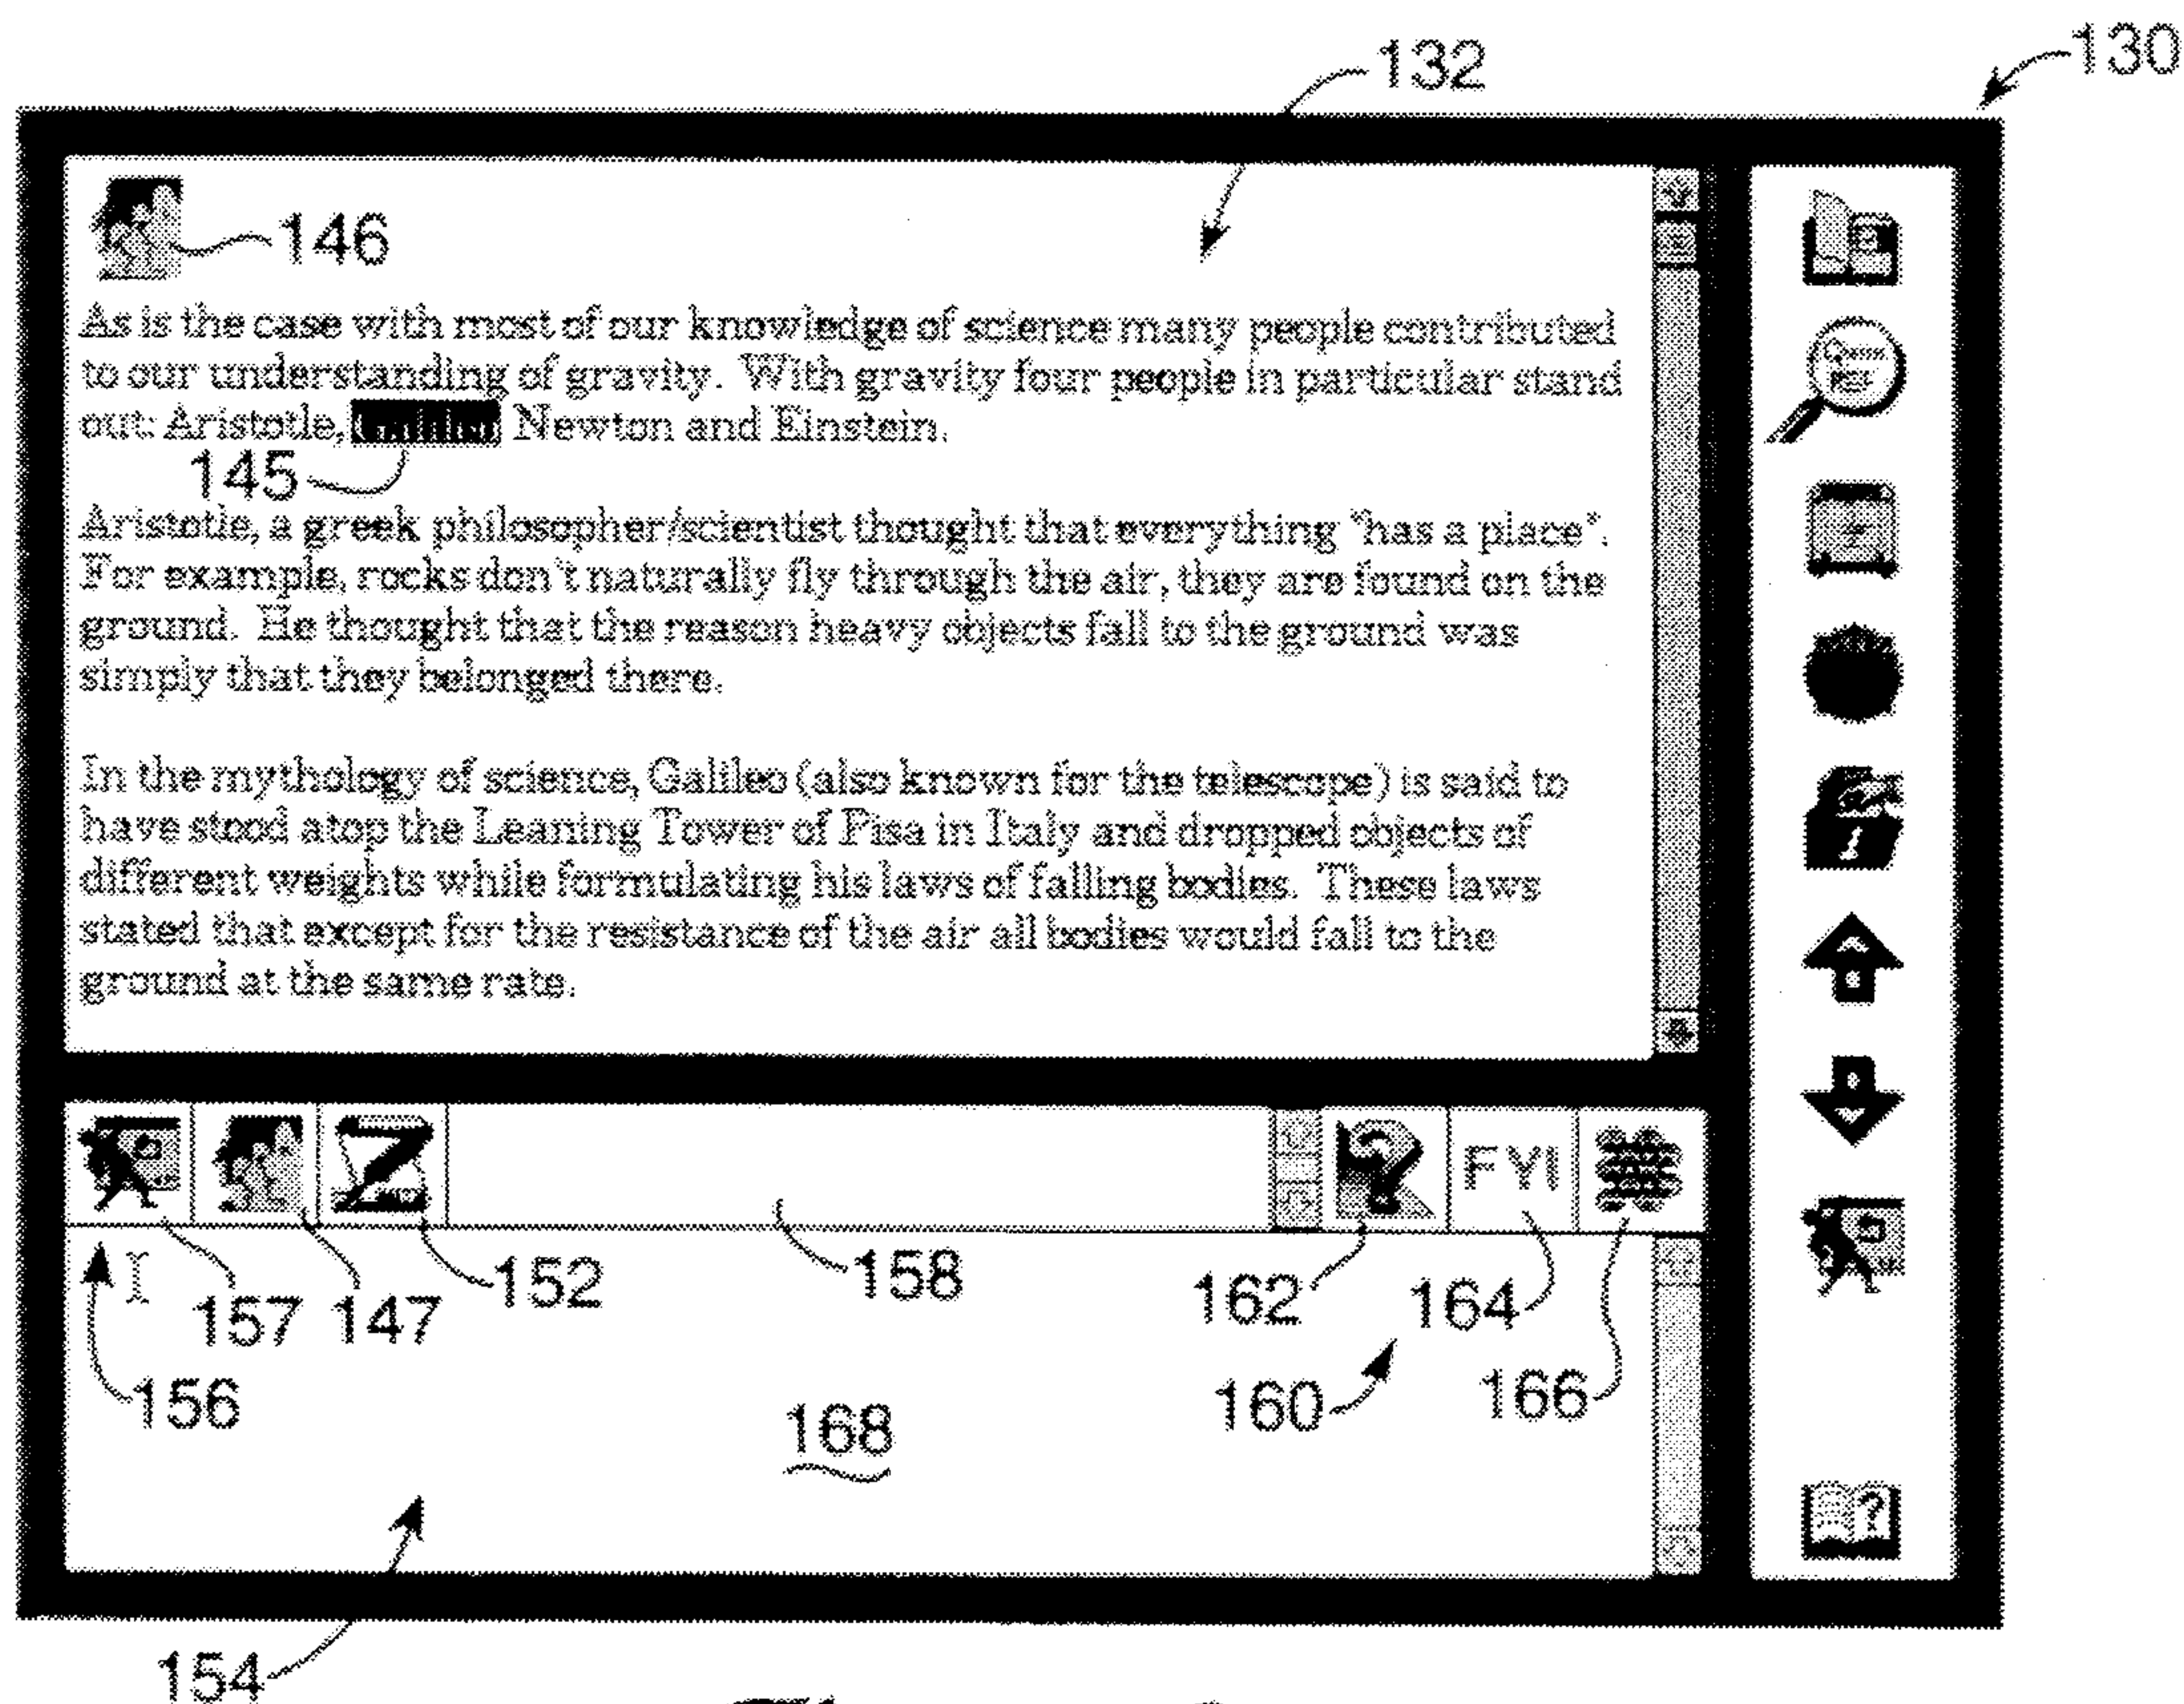 132
130
146
As is the case with most of our knowledge of science many people contributed
to our understanding of gravity. With gravity four people in particular stand
out: Aristotle, Galileo, Newton and Einstein.
145
Aristotle, a greek philosopher/scientist thought that everything "has a place".
For example, rocks don't naturally fly through the air, they are found on the
ground. He thought that the reason heavy objects fall to the ground was
simply that they belonged there.
In the mythology of science, Galileo (also known for the telescope) is said to
have stood atop the Leaning Tower of Pisa in Italy and dropped objects of
different weights while formulating his laws of falling bodies. These laws
stated that except for the resistance of the air all bodies would fall to the
ground at the same rate.
1
Z
?
FYI
157
147
152
158
162
164
156
160
166
168
?
154